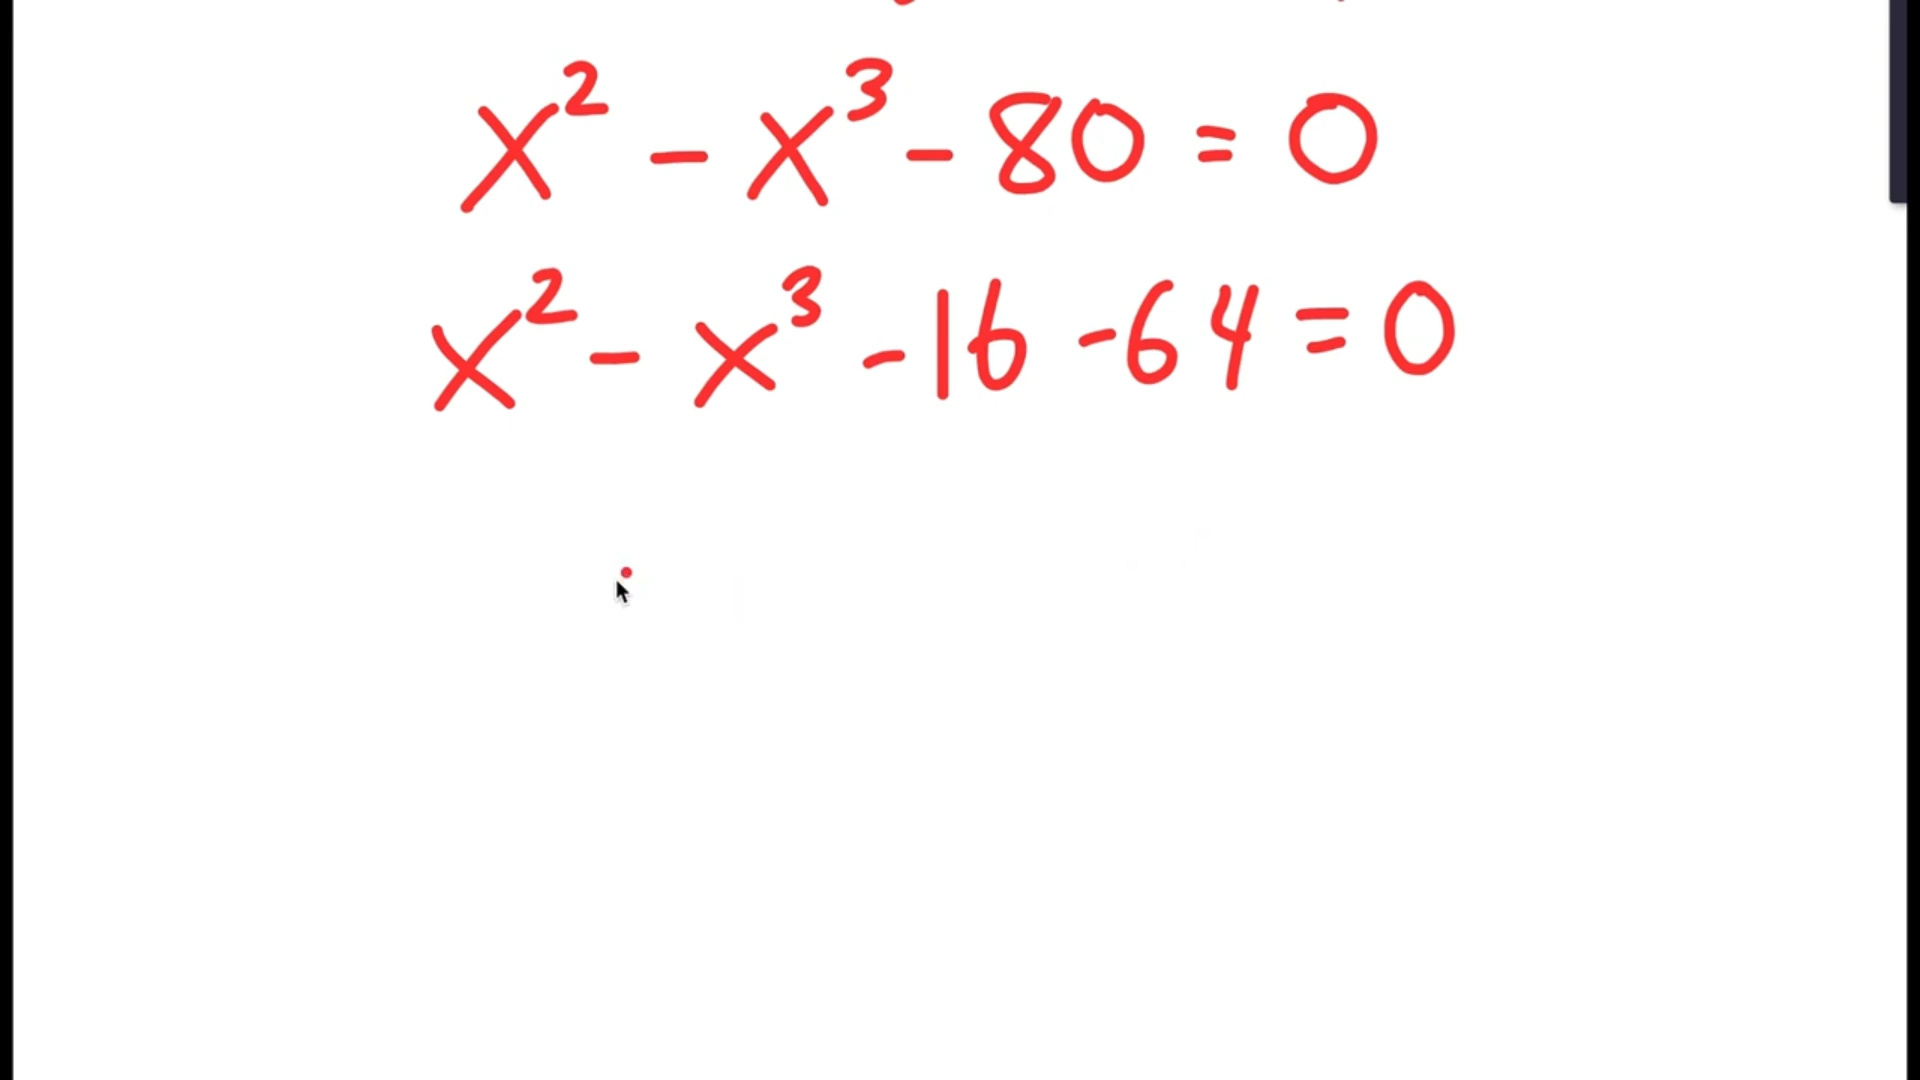 x² - x³ - 80 = 0
x² - x³ - 16 - 64 = 0